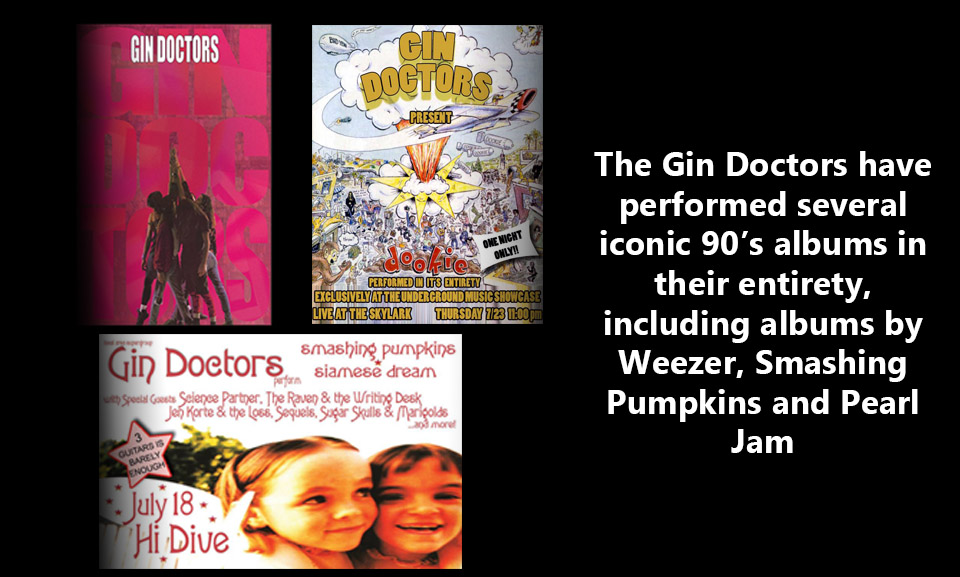 GIN DOCTORS
GIN
DOCTORS
GIN
DOCTORS
PRESENT
ONE NIGHT
ONLY!!
dookie
PERFORMED IN IT'S ENTIRETY
EXCLUSIVELY AT THE UNDERGROUND MUSIC SHOWCASE
LIVE AT THE SKYLARK THURSDAY 7/23 11:00 pm
Gin Doctors
perform
smashing pumpkins
siamese dream
with Special Guests Science Partner, The Raven & the Writing Desk
Jen Korte & the Loss, Sequels, Sugar Skulls & Marigolds
...and more!
3
GUITARS IS
BARELY
ENOUGH
July 18
Hi Dive
The Gin Doctors have
performed several
iconic 90's albums in
their entirety,
including albums by
Weezer, Smashing
Pumpkins and Pearl
Jam